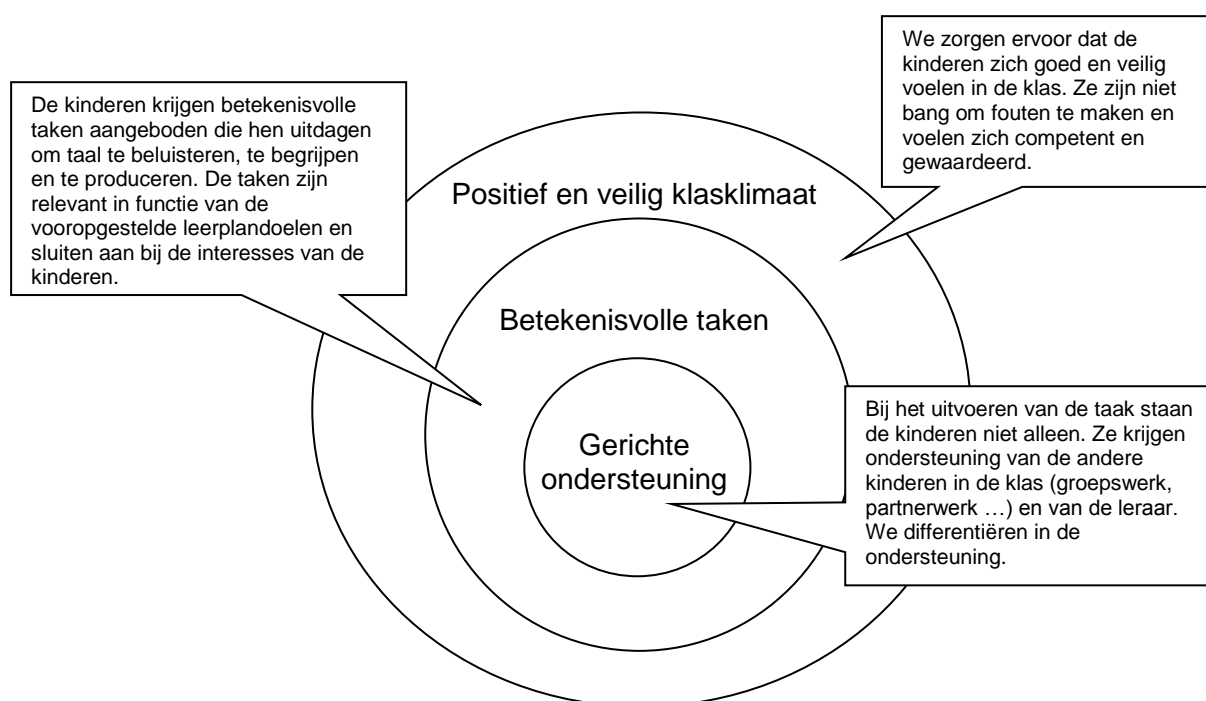 We zorgen ervoor dat de
kinderen zich goed en veilig
voelen in de klas. Ze zijn niet
bang om fouten te maken en
voelen zich competent en
gewaardeerd.
De kinderen krijgen betekenisvolle
taken aangeboden die hen uitdagen
om taal te beluisteren, te begrijpen
en te produceren. De taken zijn
relevant in functie van de
vooropgestelde leerplandoelen en
sluiten aan bij de interesses van de
kinderen.
Positief en veilig klasklimaat
Betekenisvolle taken
Gerichte
ondersteuning
Bij het uitvoeren van de taak staan
de kinderen niet alleen. Ze krijgen
ondersteuning van de andere
kinderen in de klas (groepswerk,
partnerwerk …) en van de leraar.
We differentiëren in de
ondersteuning.